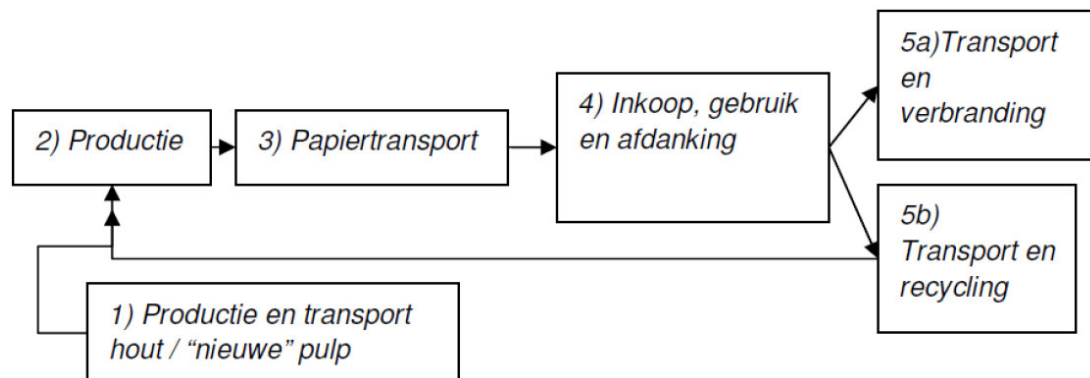 5a)Transport
en
verbranding
4) Inkoop, gebruik
en afdanking
2) Productie
3) Papiertransport
5b)
Transport en
recycling
1) Productie en transport
hout / “nieuwe” pulp